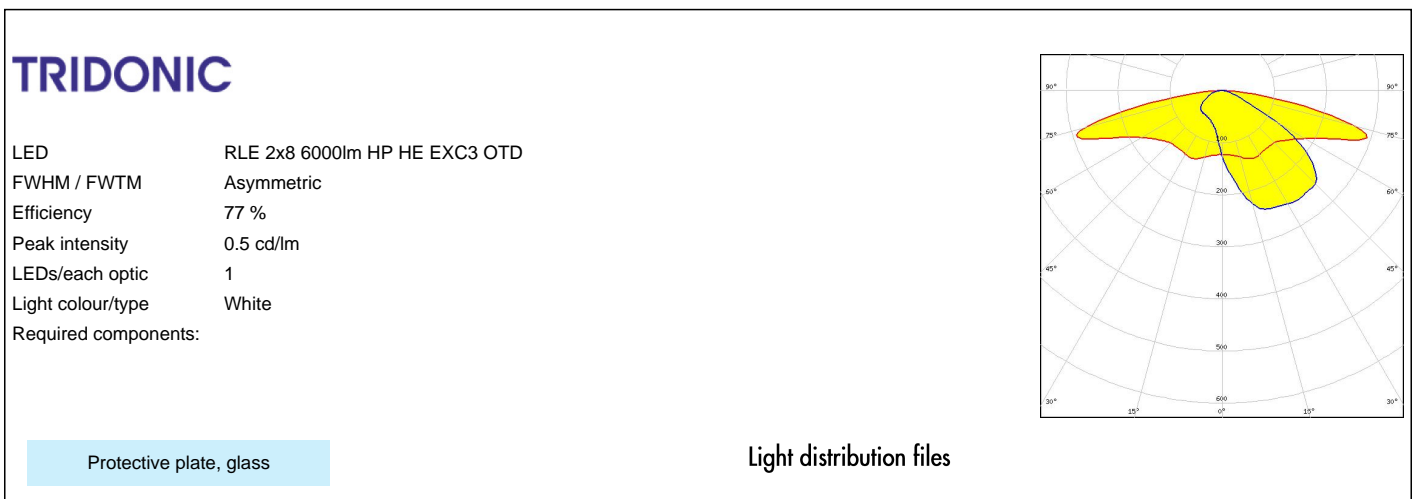 TRIDONIC
LED RLE 2x8 6000lm HP HE EXC3 OTD
FWHM / FWTM Asymmetric
Efficiency 77 %
Peak intensity 0.5 cd/lm
LEDs/each optic 1
Light colour/type White
Required components:
Protective plate, glass
Light distribution files
90° 90°
75° 75°
100
60° 200 60°
300
45° 45°
400
500
30° 600 30°
15° 0° 15°